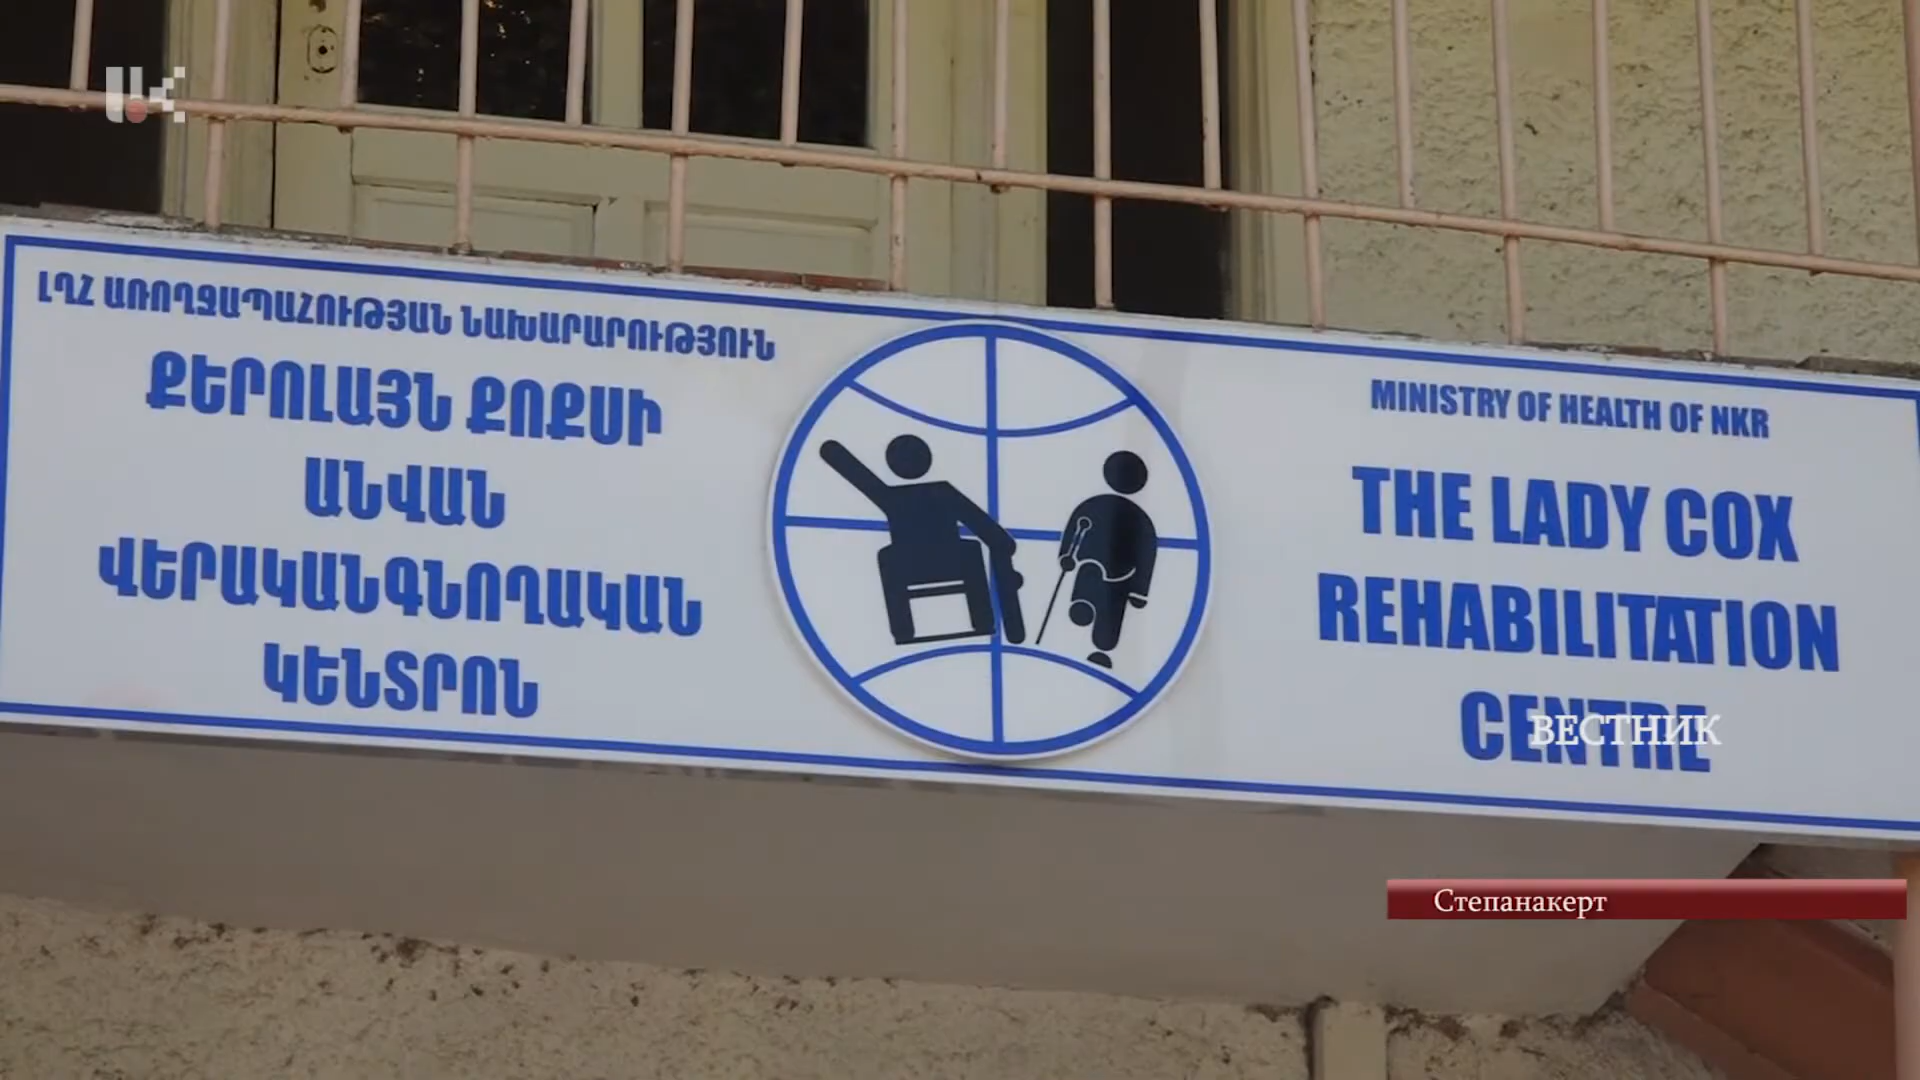 ԼՂՀ ԱՌՈՂՋԱՊԱՀՈՒԹՅԱՆ ՆԱԽԱՐԱՐՈՒԹՅՈՒՆ
ՔԵՐՈԼԱՅՆ ՔՈՔՍԻ
ԱՆՎԱՆ
ՎԵՐԱԿԱՆԳՆՈՂԱԿԱՆ
ԿԵՆՏՐՈՆ
MINISTRY OF HEALTH OF NKR
THE LADY COX
REHABILITATION
CENTRE
ВЕСТНИК
Степанакерт